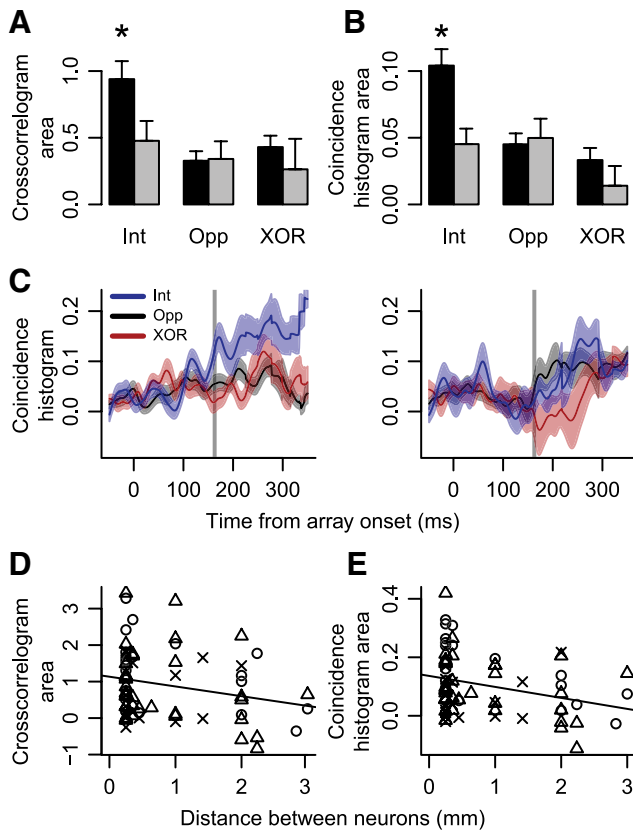 A
Crosscorrelogram
area
0.0
0.5
1.0
*
Int
Opp
XOR
B
Coincidence
histogram area
0.00
0.05
0.10
*
Int
Opp
XOR
C
Coincidence
histogram
0.0
0.1
0.2
Int
Opp
XOR
0
100
200
300
0.0
0.1
0.2
0
100
200
300
Time from array onset (ms)
D
Crosscorrelogram
area
−1
0
1
2
3
0
1
2
3
E
Coincidence
histogram area
0.0
0.2
0.4
0
1
2
3
Distance between neurons (mm)